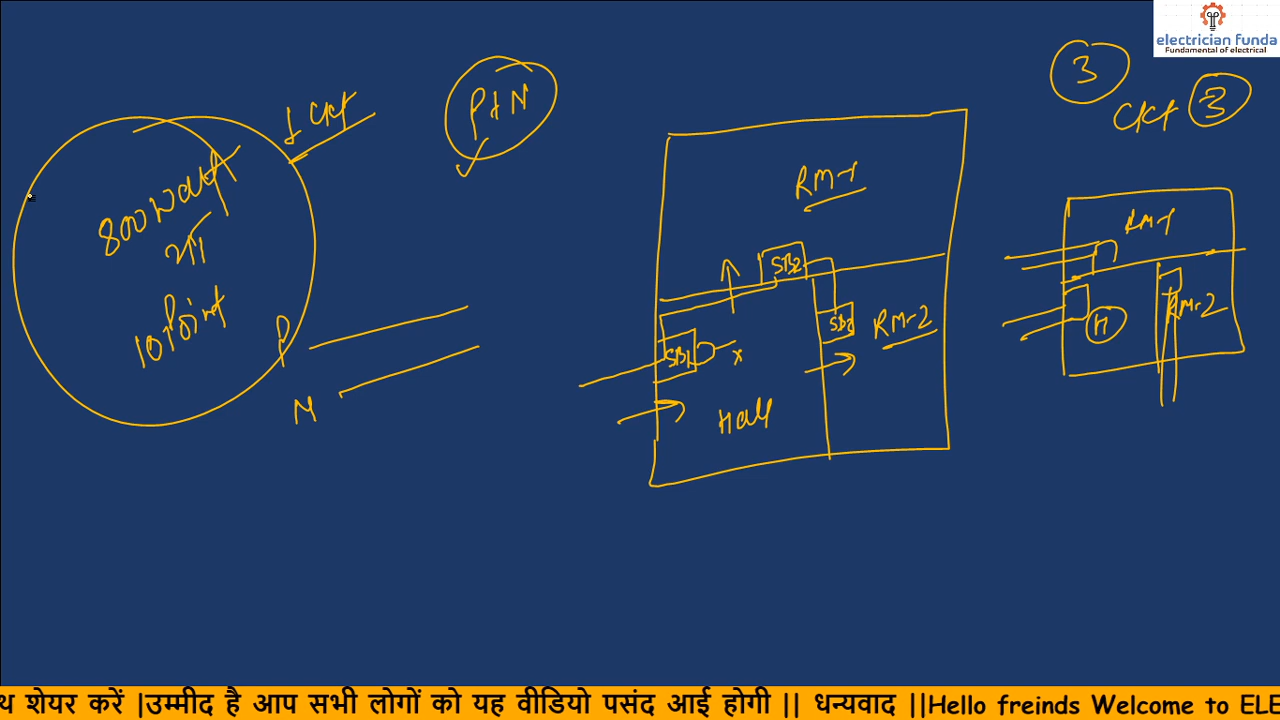 electrician funda
Fundamental of electrical
800 watt
या
10 Point
1 Ckt
P+N
P
N
RM-1
SB2
SB1
SB3
RM-2
Hall
3
Ckt 3
RM-1
H
RM-2
थ शेयर करें |उम्मीद है आप सभी लोगों को यह वीडियो पसंद आई होगी || धन्यवाद ||Hello freinds Welcome to ELE